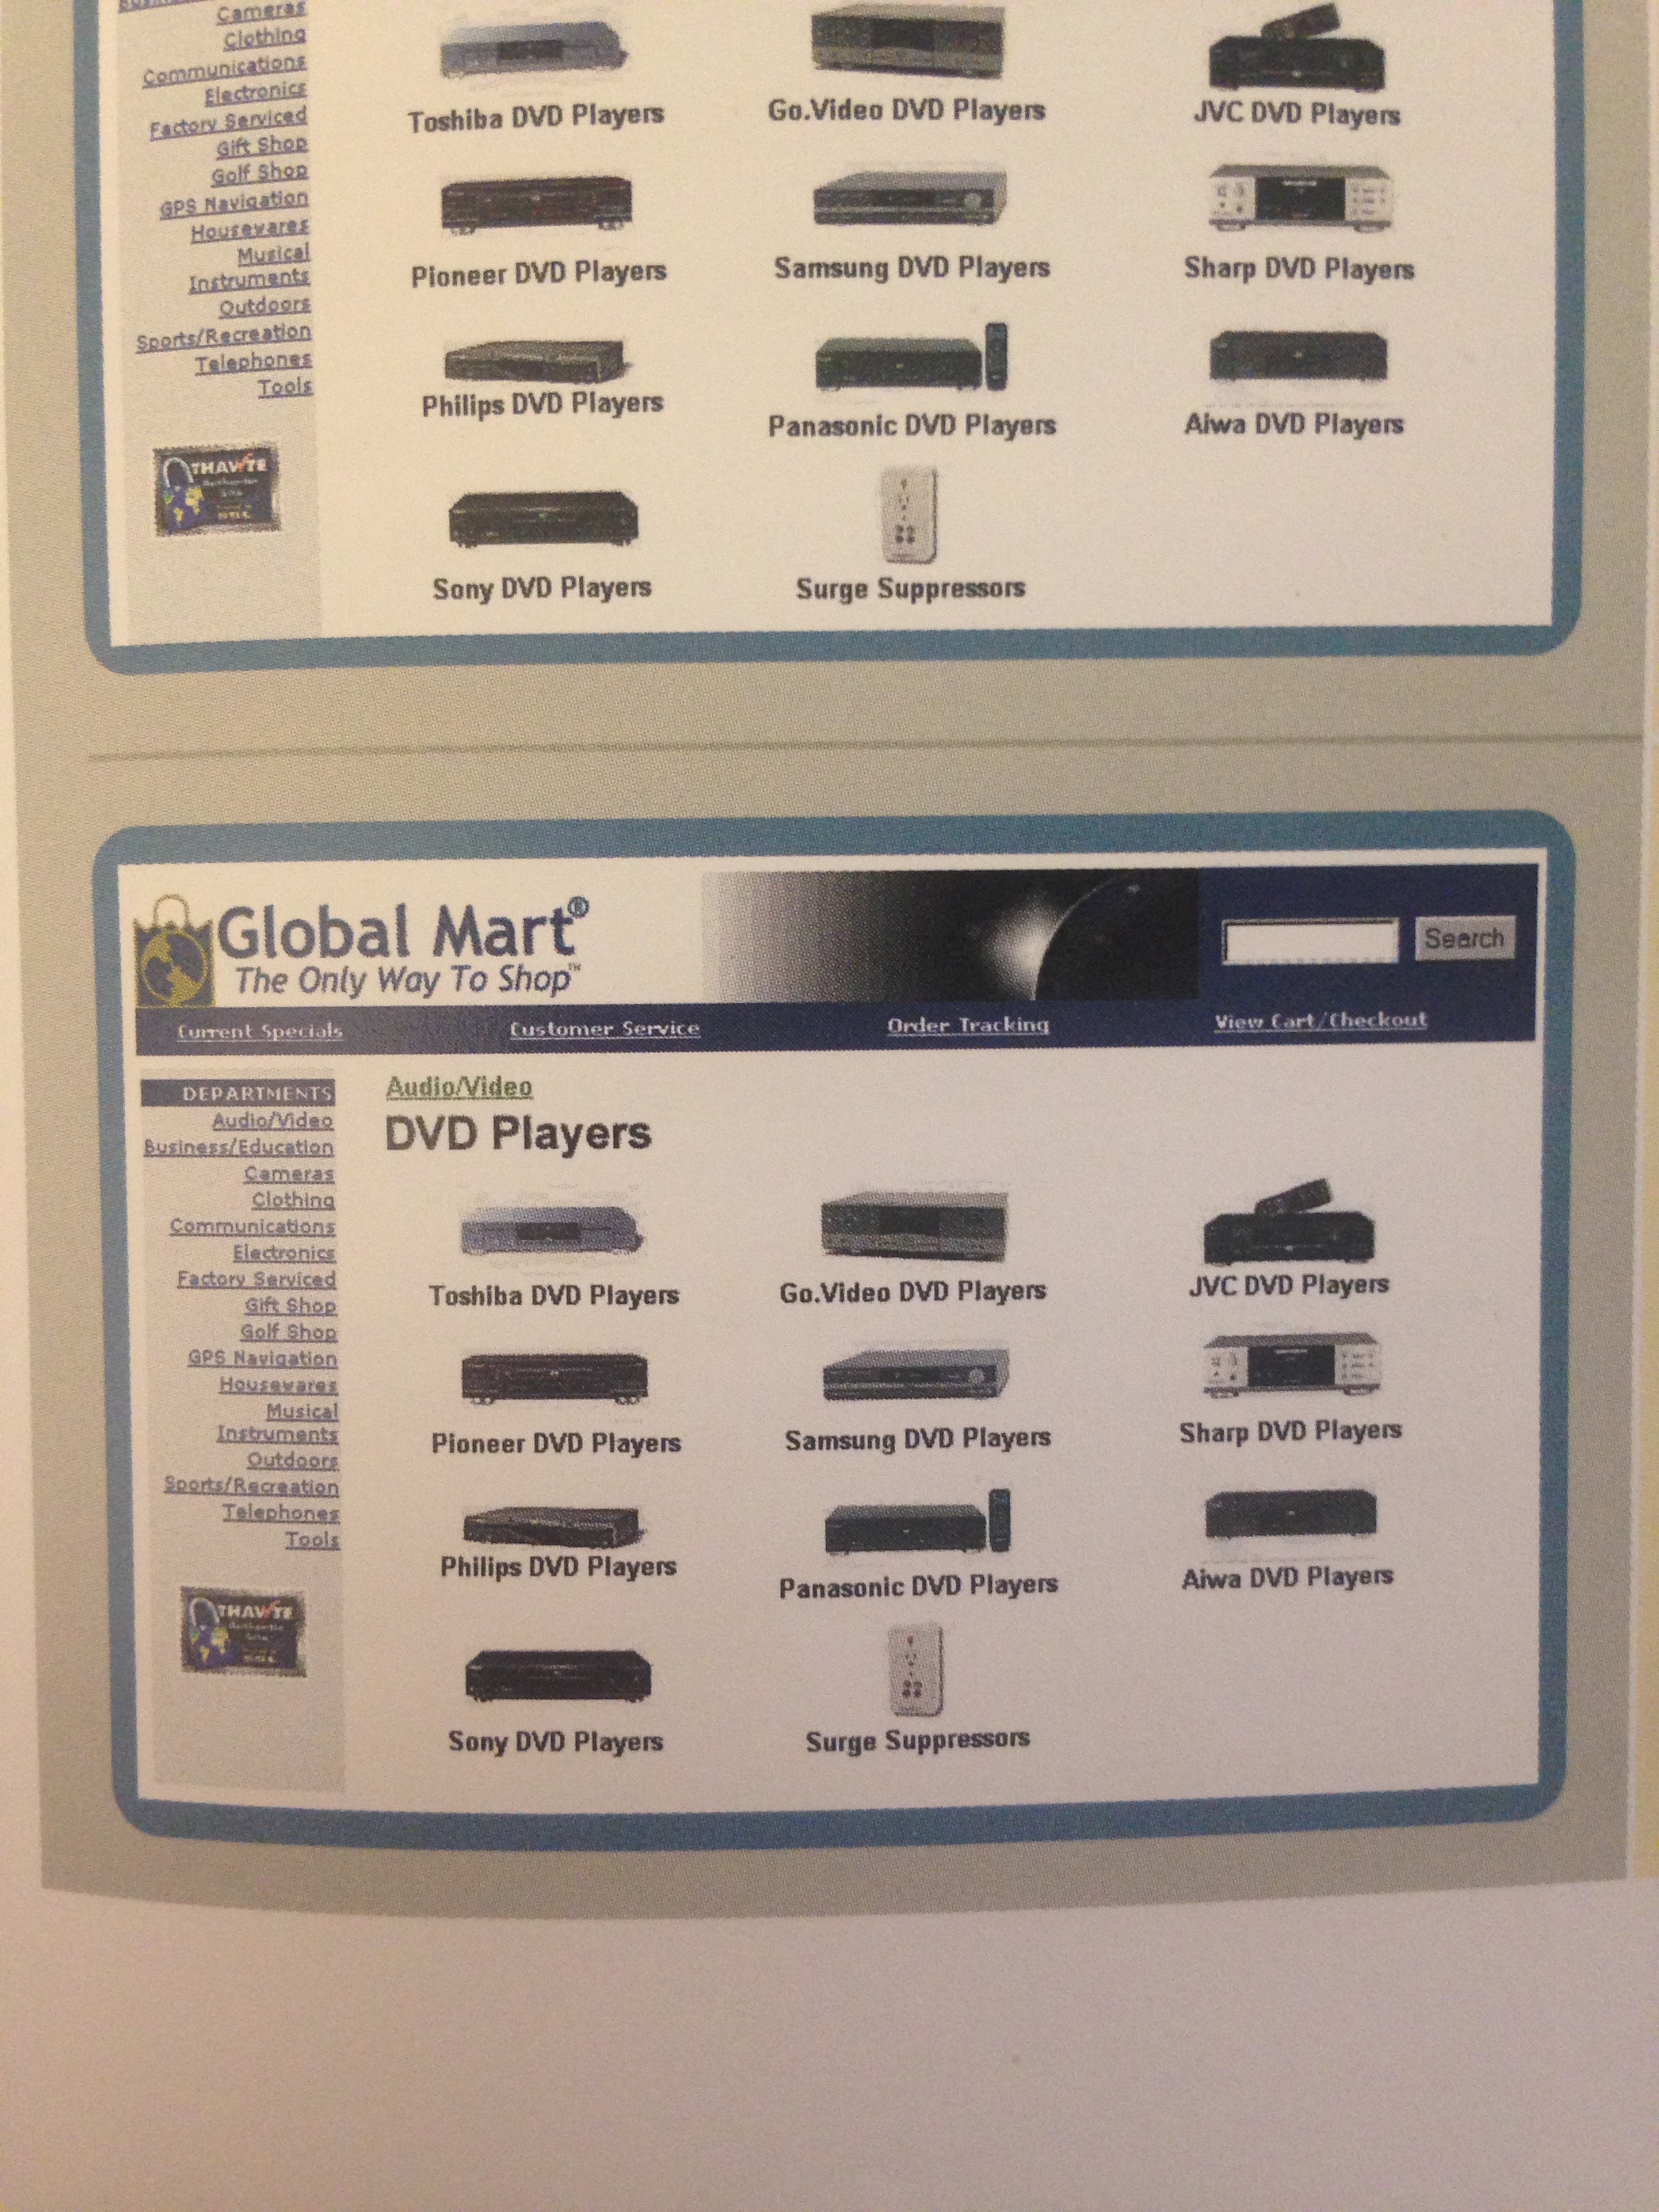 Cameras
Clothing
Communications
Electronics
Factory Serviced
Gift Shop
Golf Shop
GPS Navigation
Housewares
Musical
Instruments
Outdoors
Sports/Recreation
Telephones
Tools
THAWTE
Toshiba DVD Players
Go.Video DVD Players
JVC DVD Players
Pioneer DVD Players
Samsung DVD Players
Sharp DVD Players
Philips DVD Players
Panasonic DVD Players
Aiwa DVD Players
Sony DVD Players
Surge Suppressors
Global Mart®
The Only Way To Shop™
Search
Current Specials
Customer Service
Order Tracking
View Cart/Checkout
DEPARTMENTS
Audio/Video
Business/Education
Cameras
Clothing
Communications
Electronics
Factory Serviced
Gift Shop
Golf Shop
GPS Navigation
Housewares
Musical
Instruments
Outdoors
Sports/Recreation
Telephones
Tools
THAWTE
Authentic
Site
Audio/Video
DVD Players
Toshiba DVD Players
Go.Video DVD Players
JVC DVD Players
Pioneer DVD Players
Samsung DVD Players
Sharp DVD Players
Philips DVD Players
Panasonic DVD Players
Aiwa DVD Players
Sony DVD Players
Surge Suppressors